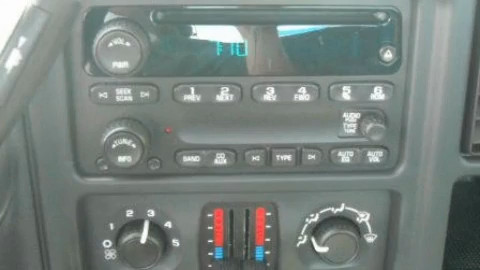 VOL
PWR
SEEK
SCAN
1 2 3 4 5 6
PREV NEXT REV FWD
AUDIO
TUNE
INFO
BAND CD
AUX TYPE AUTO
EQ AUTO
VOL
1 2 3 4 5